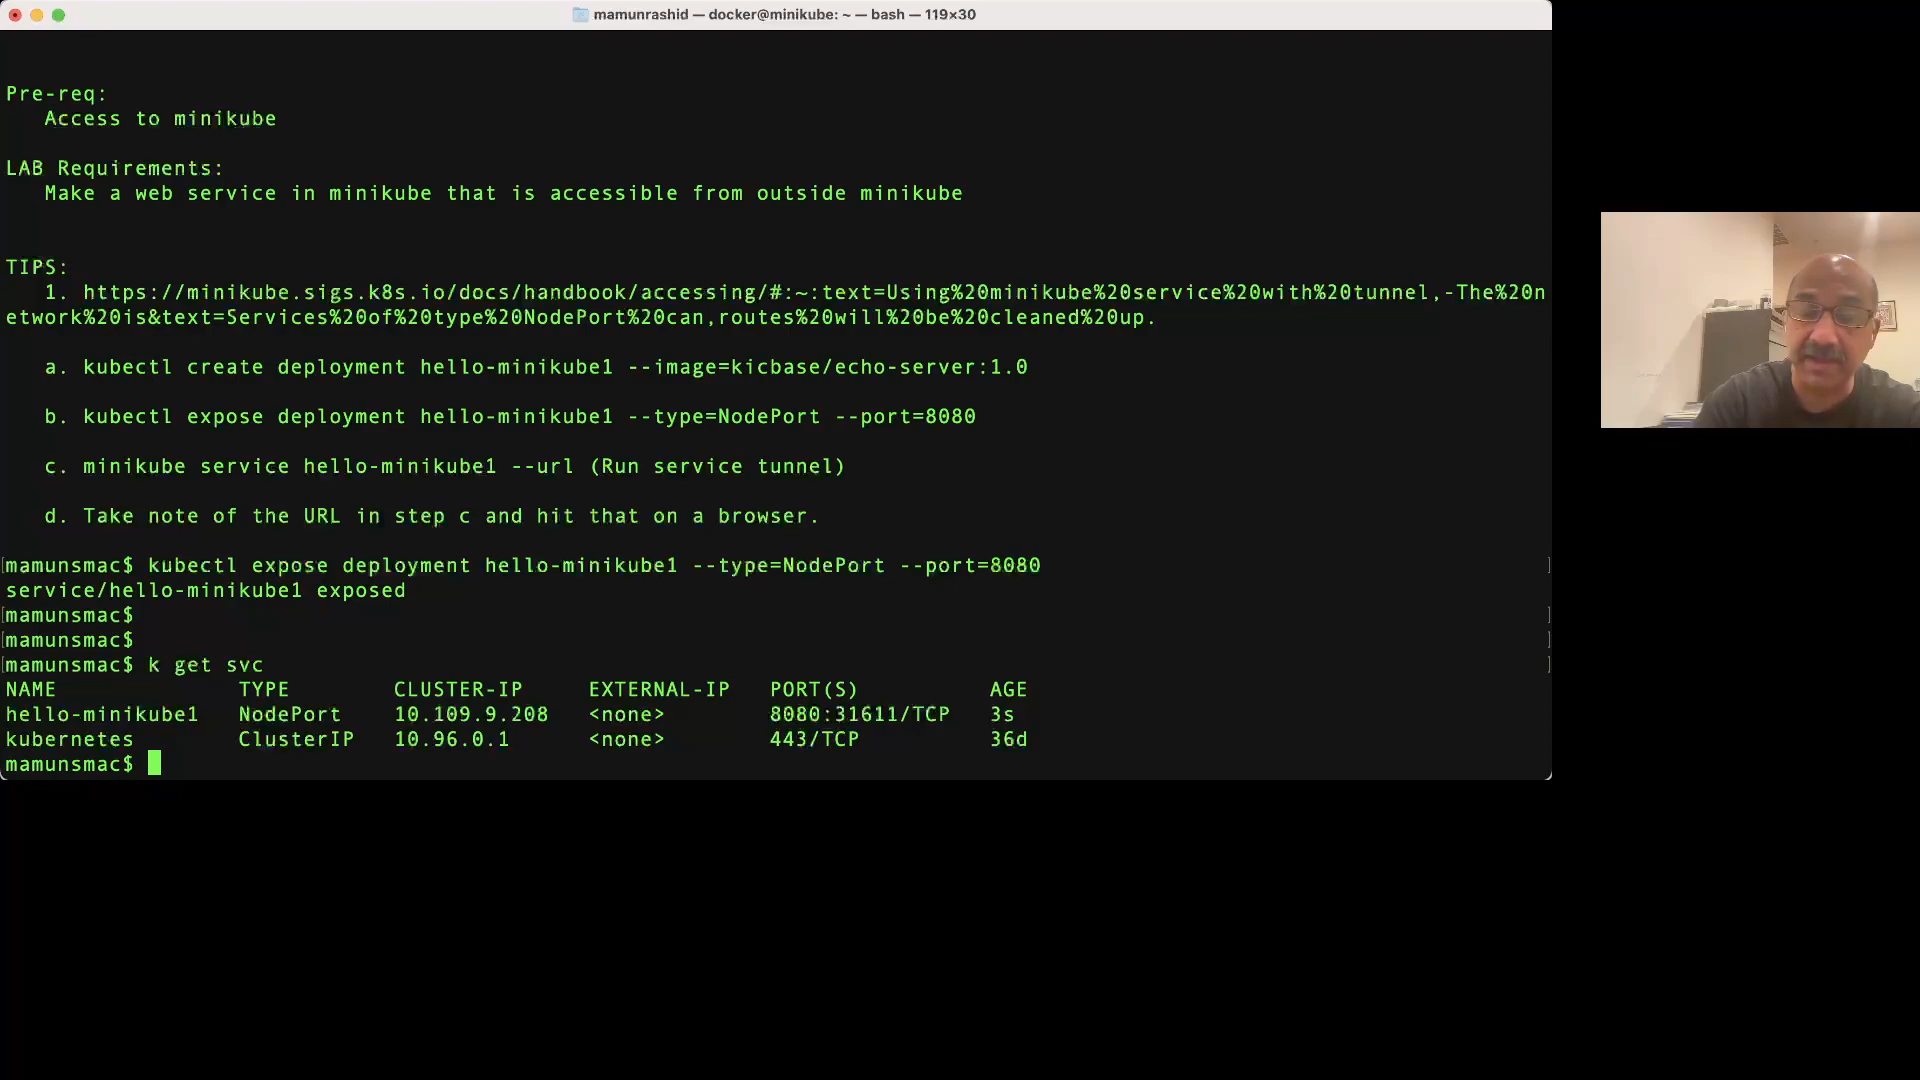 mamunrashid — docker@minikube: ~ — bash — 119×30
Pre-req:
Access to minikube
LAB Requirements:
Make a web service in minikube that is accessible from outside minikube
TIPS:
1. https://minikube.sigs.k8s.io/docs/handbook/accessing/#:~:text=Using%20minikube%20service%20with%20tunnel,-The%20n
etwork%20is&text=Services%20of%20type%20NodePort%20can,routes%20will%20be%20cleaned%20up.
a. kubectl create deployment hello-minikube1 --image=kicbase/echo-server:1.0
b. kubectl expose deployment hello-minikube1 --type=NodePort --port=8080
c. minikube service hello-minikube1 --url (Run service tunnel)
d. Take note of the URL in step c and hit that on a browser.
[mamunsmac$ kubectl expose deployment hello-minikube1 --type=NodePort --port=8080 ]
service/hello-minikube1 exposed
[mamunsmac$ ]
[mamunsmac$ ]
[mamunsmac$ k get svc ]
NAME TYPE CLUSTER-IP EXTERNAL-IP PORT(S) AGE
hello-minikube1 NodePort 10.109.9.208 <none> 8080:31611/TCP 3s
kubernetes ClusterIP 10.96.0.1 <none> 443/TCP 36d
mamunsmac$